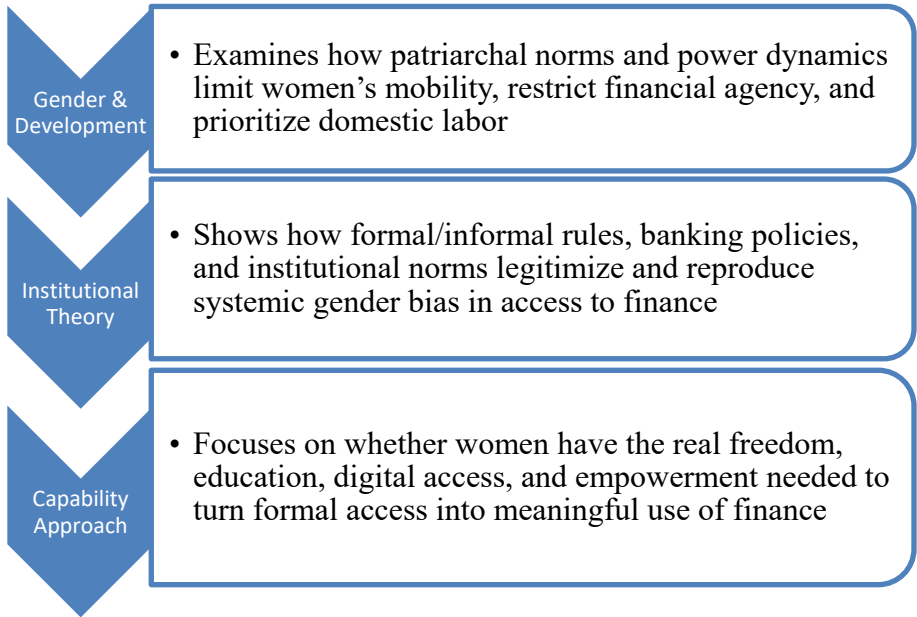 Gender &
Development
• Examines how patriarchal norms and power dynamics
limit women’s mobility, restrict financial agency, and
prioritize domestic labor
Institutional
Theory
• Shows how formal/informal rules, banking policies,
and institutional norms legitimize and reproduce
systemic gender bias in access to finance
Capability
Approach
• Focuses on whether women have the real freedom,
education, digital access, and empowerment needed to
turn formal access into meaningful use of finance